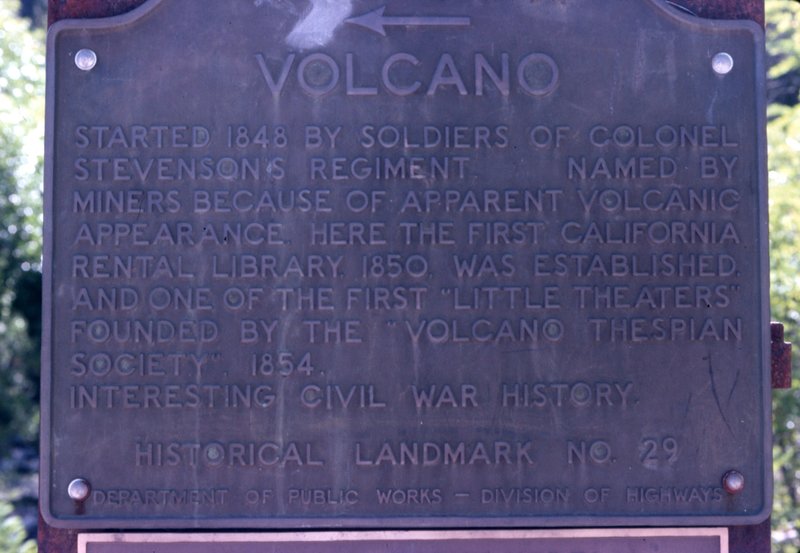 VOLCANO
STARTED 1848 BY SOLDIERS OF COLONEL
STEVENSON'S REGIMENT. NAMED BY
MINERS BECAUSE OF APPARENT VOLCANIC
APPEARANCE. HERE THE FIRST CALIFORNIA
RENTAL LIBRARY, 1850, WAS ESTABLISHED,
AND ONE OF THE FIRST "LITTLE THEATERS"
FOUNDED BY THE "VOLCANO THESPIAN
SOCIETY", 1854.
INTERESTING CIVIL WAR HISTORY.
HISTORICAL LANDMARK NO. 29
DEPARTMENT OF PUBLIC WORKS – DIVISION OF HIGHWAYS